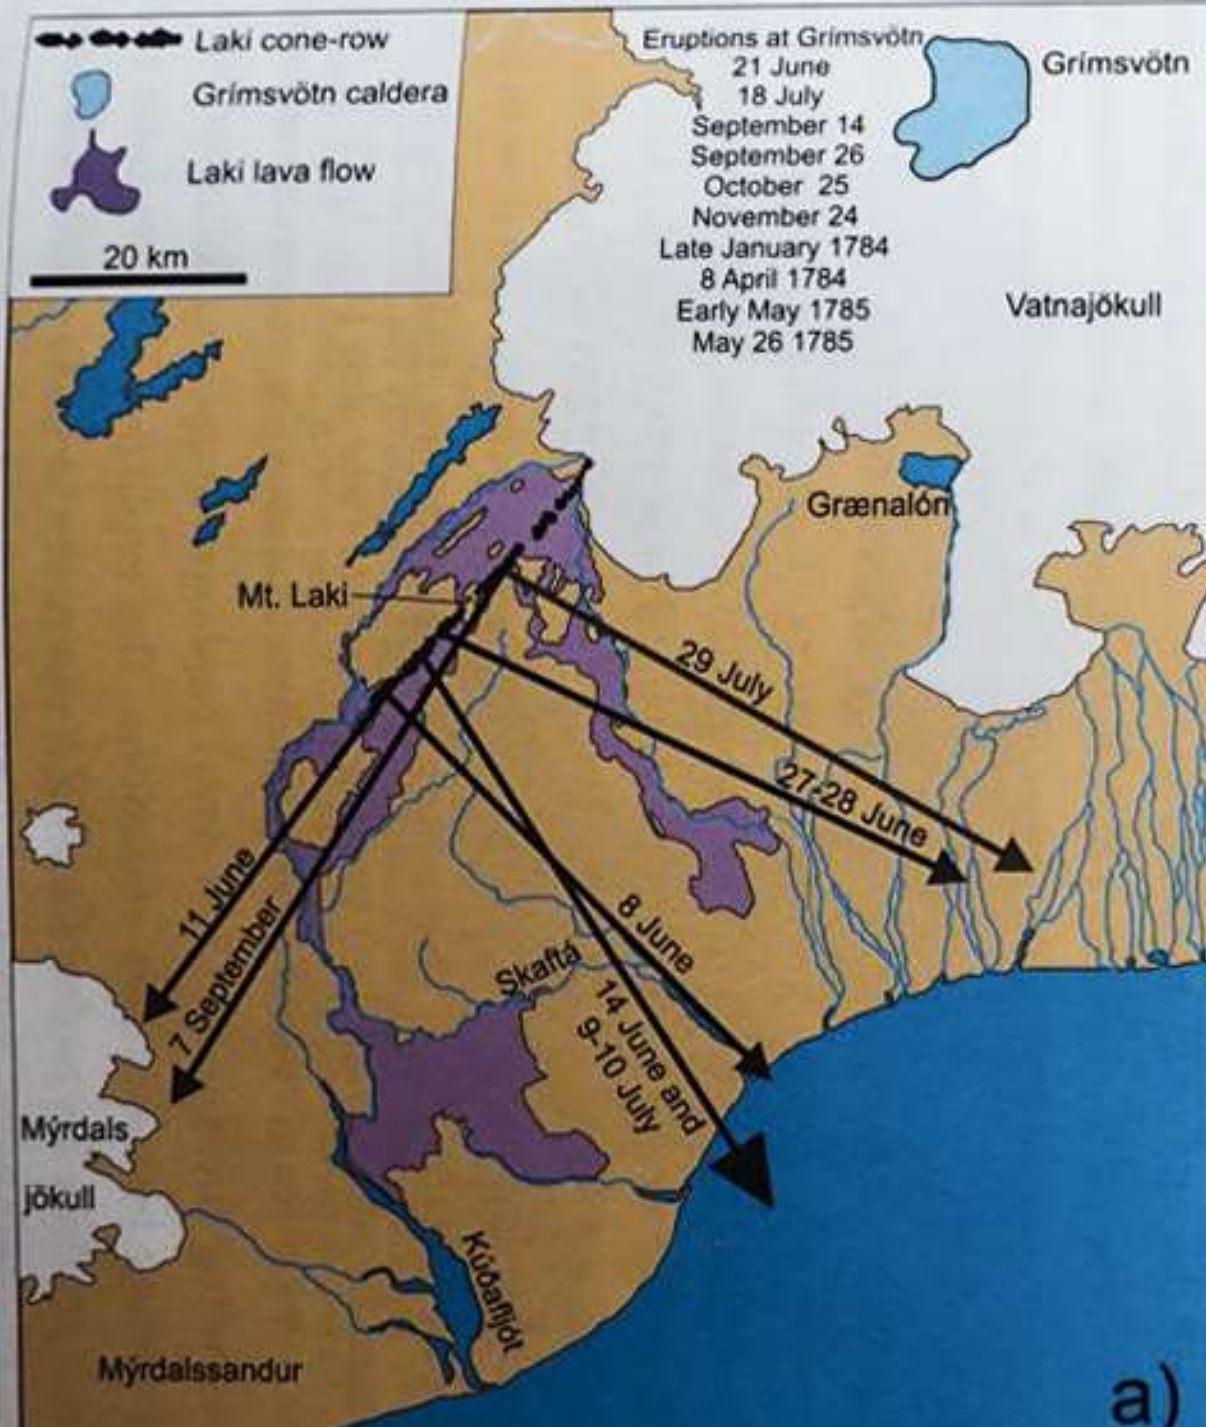 Laki cone-row
Grímsvötn caldera
Laki lava flow
20 km
Eruptions at Grímsvötn
21 June
18 July
September 14
September 26
October 25
November 24
Late January 1784
8 April 1784
Early May 1785
May 26 1785
Grímsvötn
Vatnajökull
Grænalón
Mt. Laki
29 July
27-28 June
11 June
7 September
8 June
14 June and
9-10 July
Skaftá
Mýrdals
jökull
Kúðafljót
Mýrdalssandur
a)